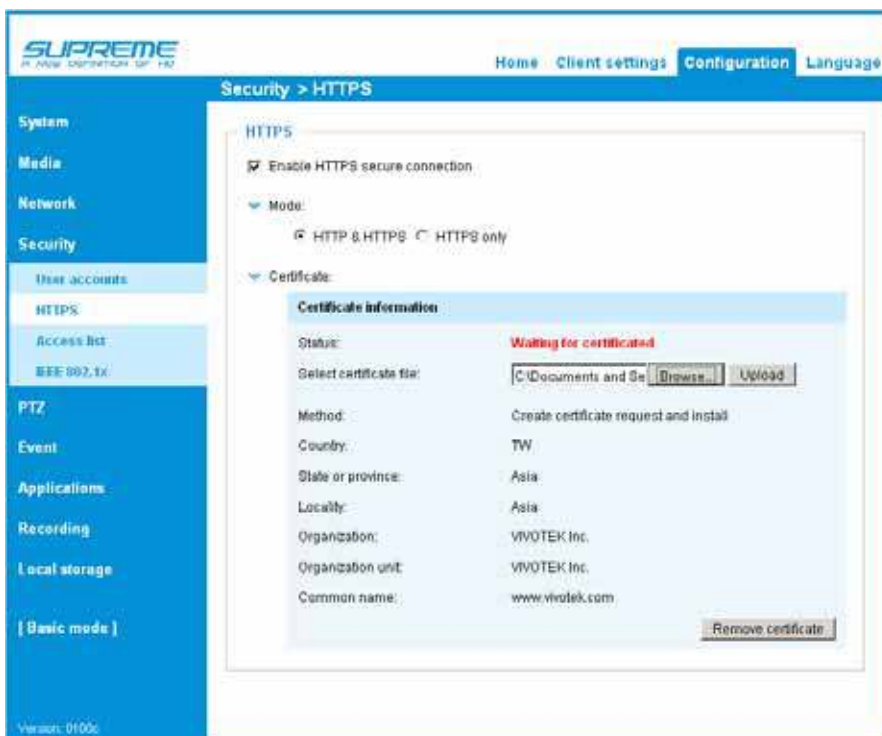 SUPREME
A NEW DEFINITION OF HD
Home Client settings Configuration Language
Security > HTTPS
System
Media
Network
Security
User accounts
HTTPS
Access list
IEEE 802.1x
PTZ
Event
Applications
Recording
Local storage
[ Basic mode ]
Version: 0100c
HTTPS
Enable HTTPS secure connection
Mode:
HTTP & HTTPS HTTPS only
Certificate:
Certificate information
Status: Waiting for certificated
Select certificate file: C:\Documents and Se Browse... Upload
Method: Create certificate request and install
Country: TW
State or province: Asia
Locality: Asia
Organization: VIVOTEK Inc.
Organization unit: VIVOTEK Inc.
Common name: www.vivotek.com
Remove certificate